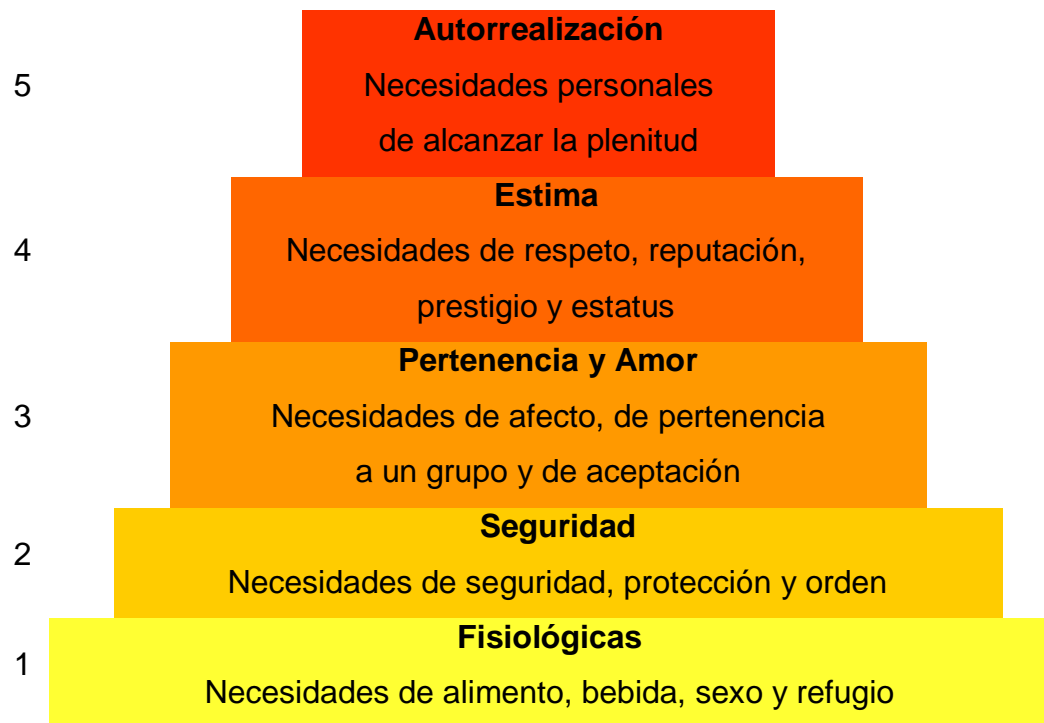 Autorrealización
5 Necesidades personales
de alcanzar la plenitud
Estima
4 Necesidades de respeto, reputación,
prestigio y estatus
Pertenencia y Amor
3 Necesidades de afecto, de pertenencia
a un grupo y de aceptación
Seguridad
2
Necesidades de seguridad, protección y orden
Fisiológicas
1
Necesidades de alimento, bebida, sexo y refugio